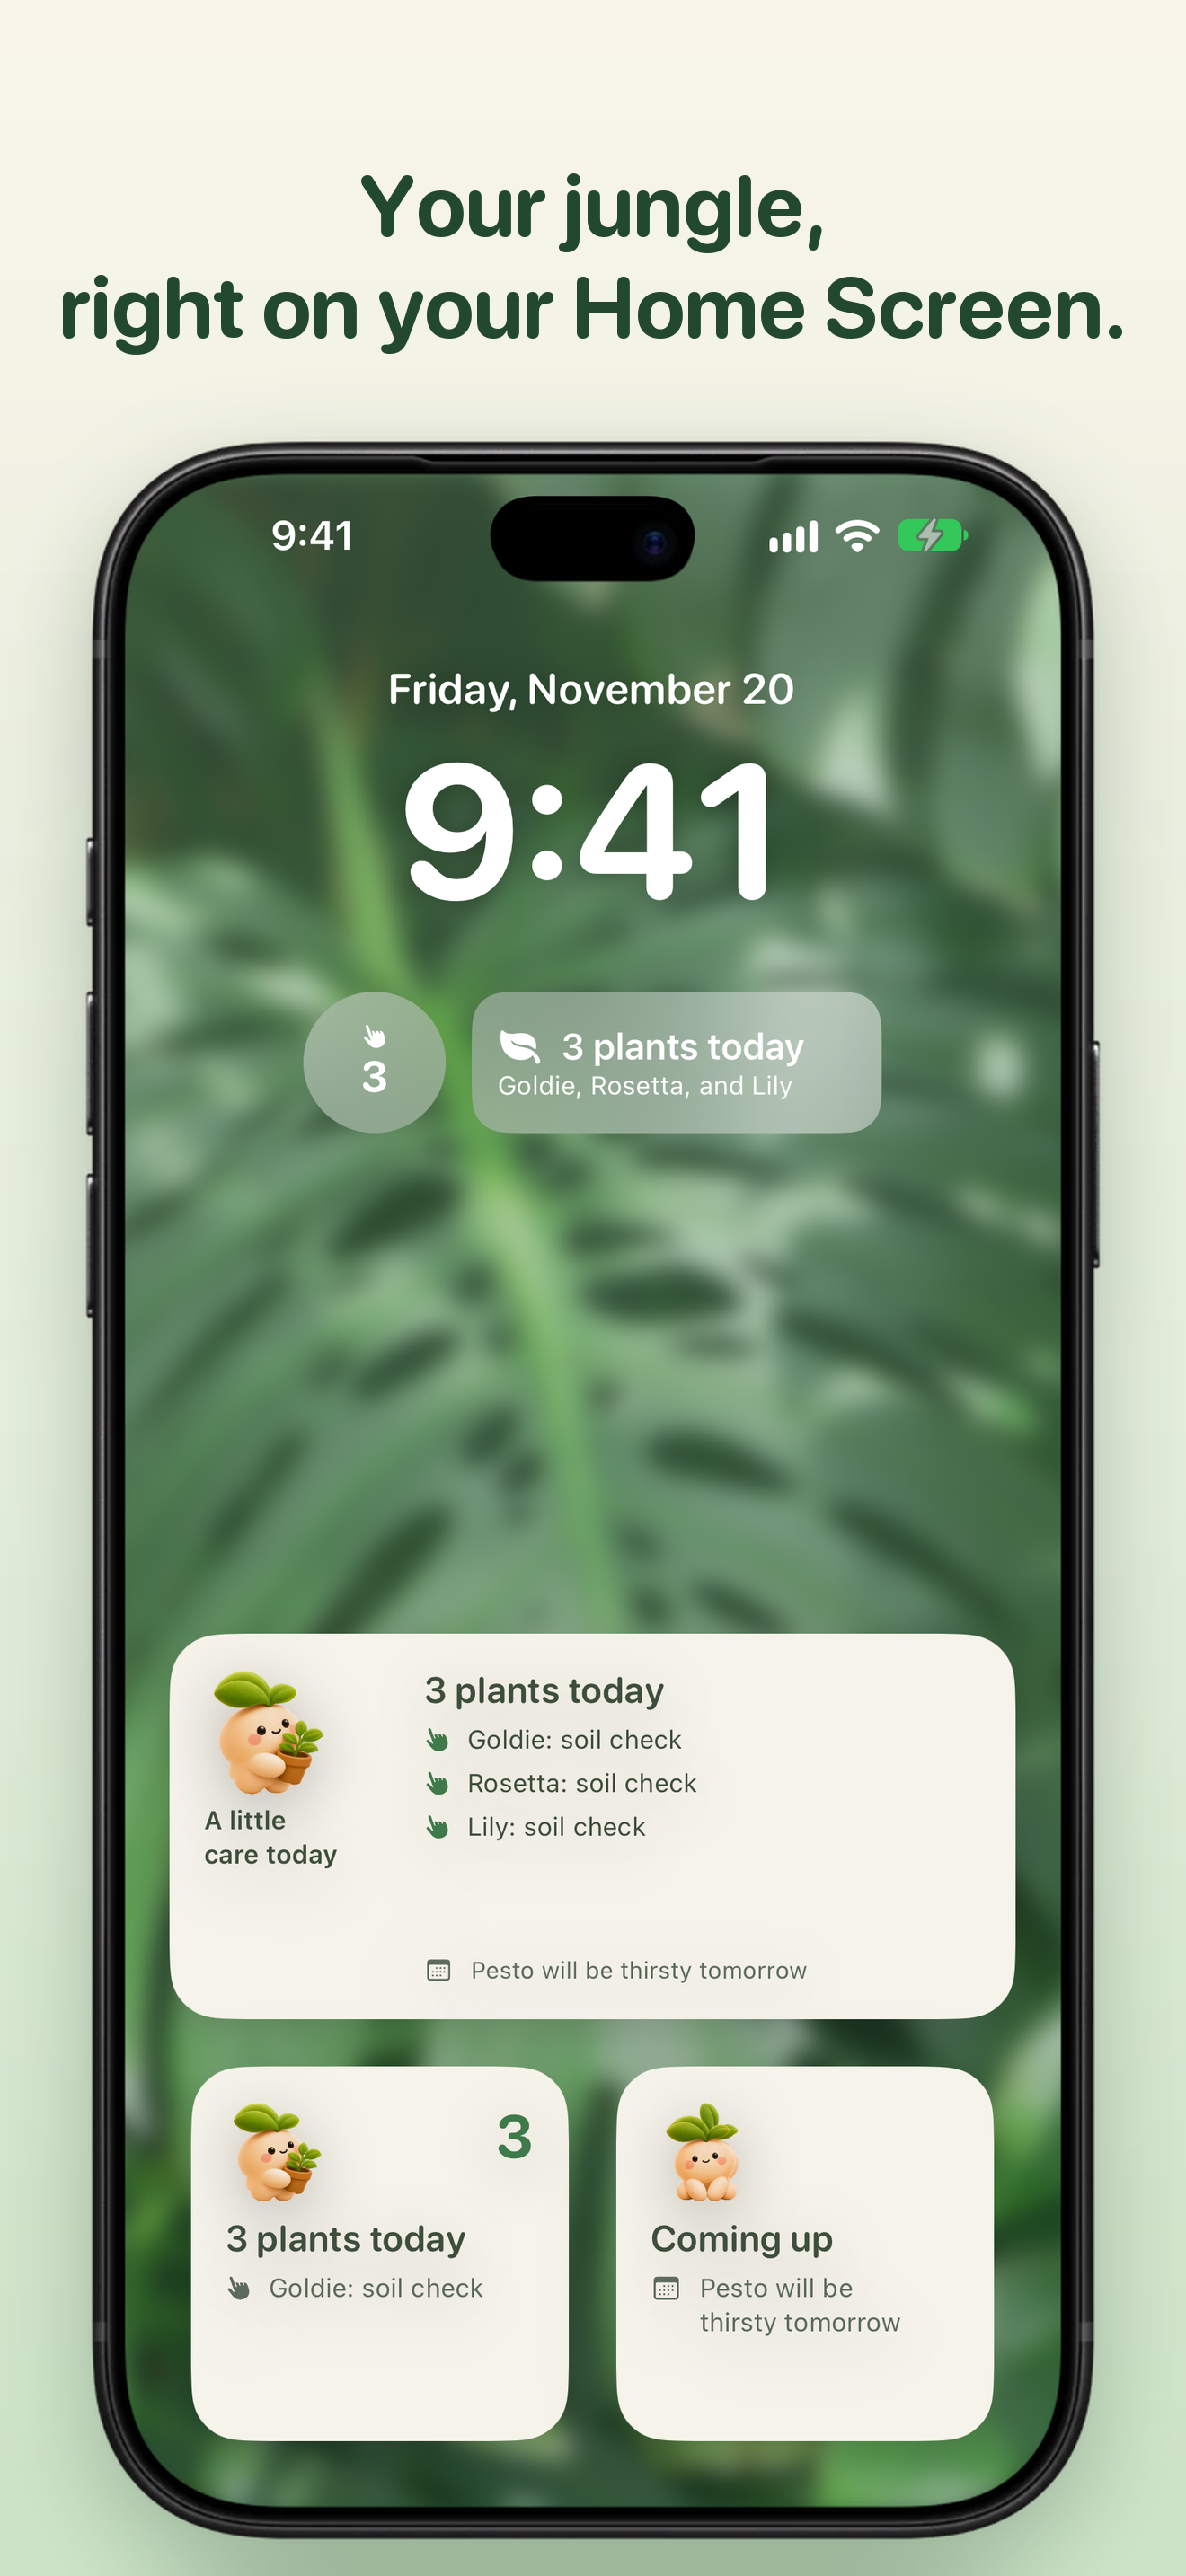 Your jungle,
right on your Home Screen.
9:41
Friday, November 20
9:41
3
3 plants today
Goldie, Rosetta, and Lily
A little
care today
3 plants today
Goldie: soil check
Rosetta: soil check
Lily: soil check
Pesto will be thirsty tomorrow
3
3 plants today
Goldie: soil check
Coming up
Pesto will be
thirsty tomorrow